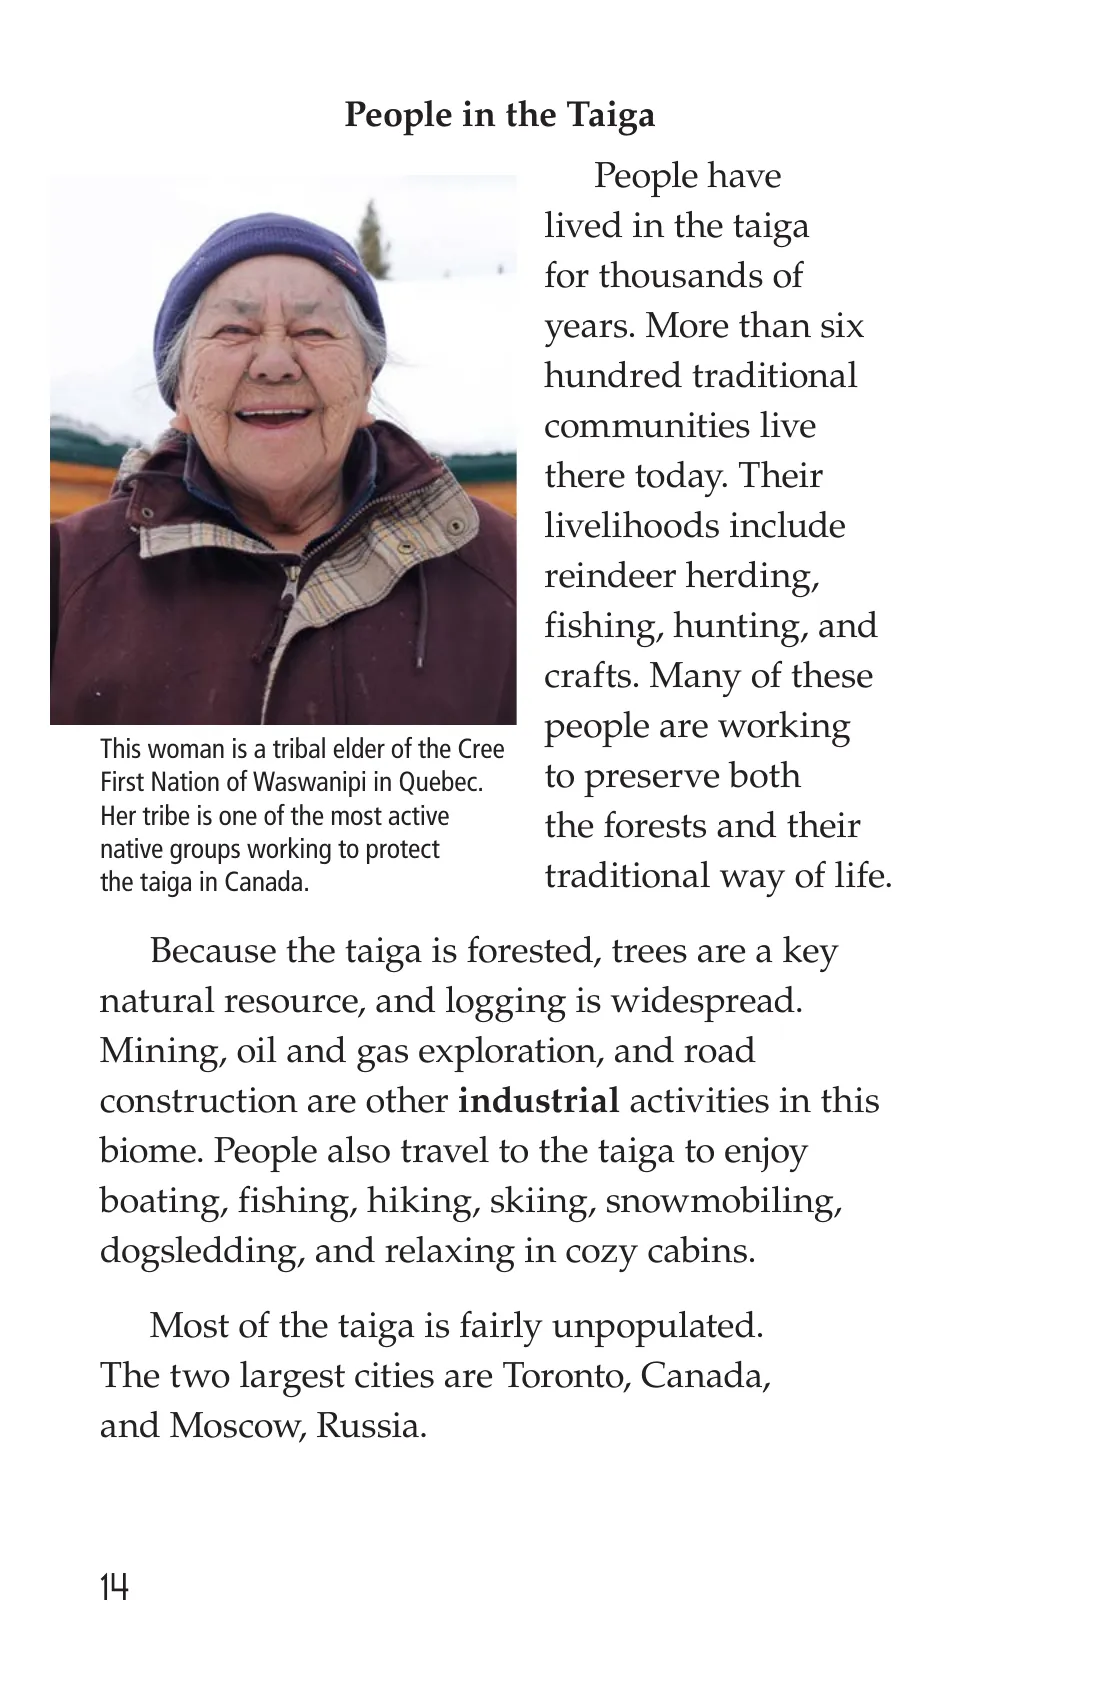 People in the Taiga
People have
lived in the taiga
for thousands of
years. More than six
hundred traditional
communities live
there today. Their
livelihoods include
reindeer herding,
fishing, hunting, and
crafts. Many of these
people are working
to preserve both
the forests and their
traditional way of life.
This woman is a tribal elder of the Cree
First Nation of Waswanipi in Quebec.
Her tribe is one of the most active
native groups working to protect
the taiga in Canada.
Because the taiga is forested, trees are a key
natural resource, and logging is widespread.
Mining, oil and gas exploration, and road
construction are other industrial activities in this
biome. People also travel to the taiga to enjoy
boating, fishing, hiking, skiing, snowmobiling,
dogsledding, and relaxing in cozy cabins.
Most of the taiga is fairly unpopulated.
The two largest cities are Toronto, Canada,
and Moscow, Russia.
14